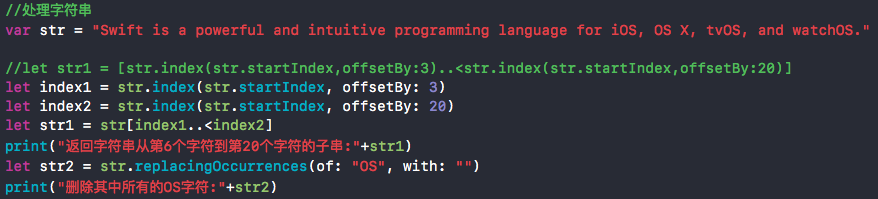 //处理字符串
var str = "Swift is a powerful and intuitive programming language for iOS, OS X, tvOS, and watchOS."
//let str1 = [str.index(str.startIndex,offsetBy:3)..<str.index(str.startIndex,offsetBy:20)]
let index1 = str.index(str.startIndex, offsetBy: 3)
let index2 = str.index(str.startIndex, offsetBy: 20)
let str1 = str[index1..<index2]
print("返回字符串从第6个字符到第20个字符的子串:"+str1)
let str2 = str.replacingOccurrences(of: "OS", with: "")
print("删除其中所有的OS字符:"+str2)